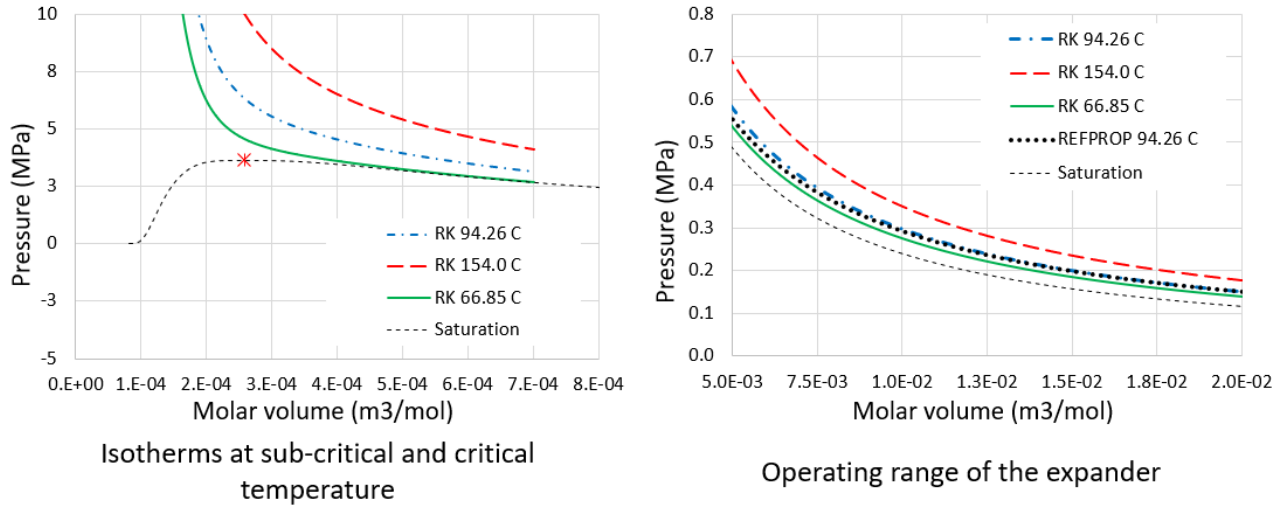 10
8
5
3
0
-3
-5
Pressure (MPa)
RK 94.26 C
RK 154.0 C
RK 66.85 C
Saturation
0.E+00 1.E-04 2.E-04 3.E-04 4.E-04 5.E-04 6.E-04 7.E-04 8.E-04
Molar volume (m3/mol)
Isotherms at sub-critical and critical
temperature
0.8
0.7
0.6
0.5
0.4
0.3
0.2
0.1
0.0
Pressure (MPa)
RK 94.26 C
RK 154.0 C
RK 66.85 C
REFPROP 94.26 C
Saturation
5.0E-03 7.5E-03 1.0E-02 1.3E-02 1.5E-02 1.8E-02 2.0E-02
Molar volume (m3/mol)
Operating range of the expander